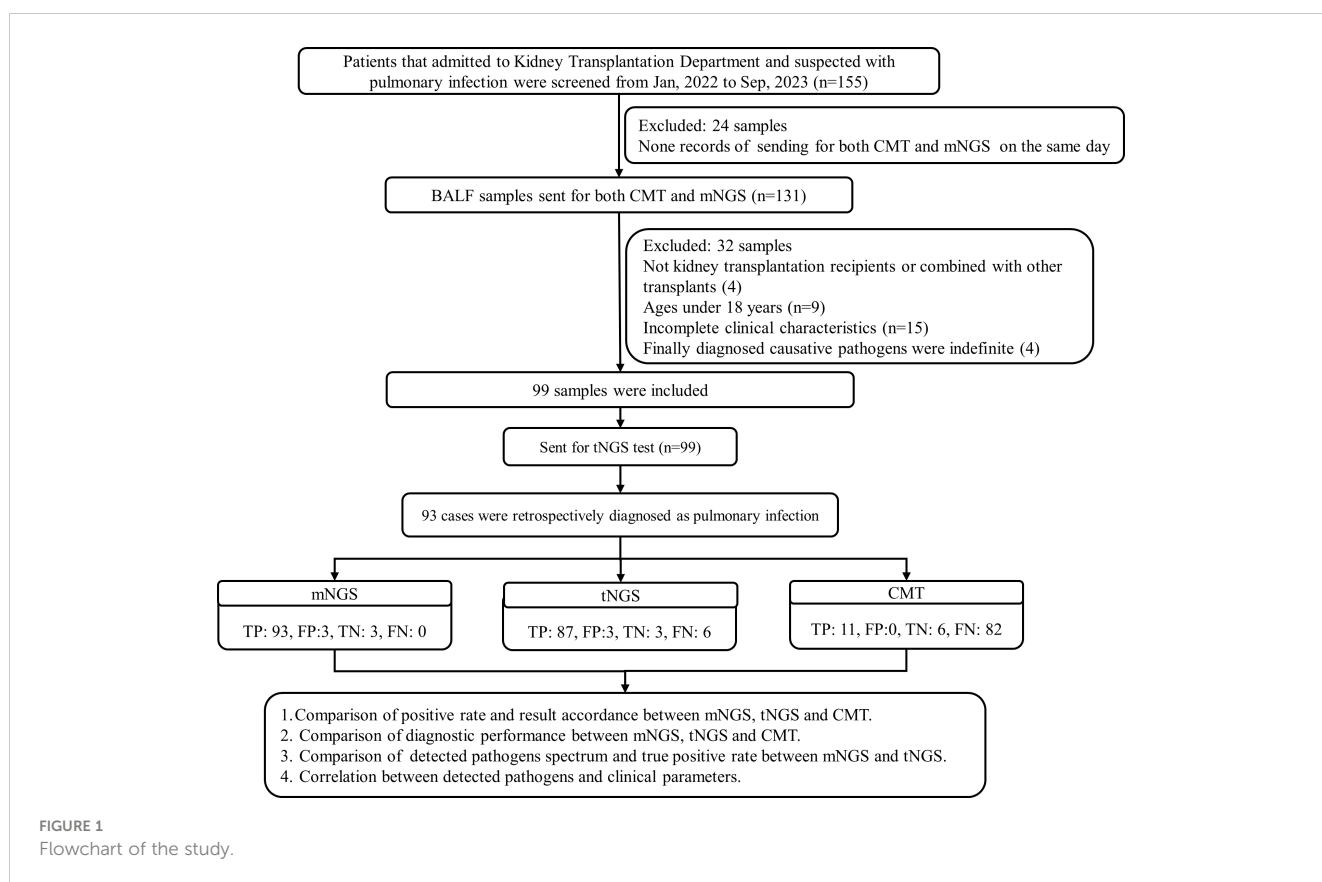 Patients that admitted to Kidney Transplantation Department and suspected with
pulmonary infection were screened from Jan, 2022 to Sep, 2023 (n=155)
Excluded: 24 samples
None records of sending for both CMT and mNGS on the same day
BALF samples sent for both CMT and mNGS (n=131)
Excluded: 32 samples
Not kidney transplantation recipients or combined with other
transplants (4)
Ages under 18 years (n=9)
Incomplete clinical characteristics (n=15)
Finally diagnosed causative pathogens were indefinite (4)
99 samples were included
Sent for tNGS test (n=99)
93 cases were retrospectively diagnosed as pulmonary infection
mNGS
TP: 93, FP:3, TN: 3, FN: 0
tNGS
TP: 87, FP:3, TN: 3, FN: 6
CMT
TP: 11, FP:0, TN: 6, FN: 82
1. Comparison of positive rate and result accordance between mNGS, tNGS and CMT.
2. Comparison of diagnostic performance between mNGS, tNGS and CMT.
3. Comparison of detected pathogens spectrum and true positive rate between mNGS and tNGS.
4. Correlation between detected pathogens and clinical parameters.
FIGURE 1
Flowchart of the study.